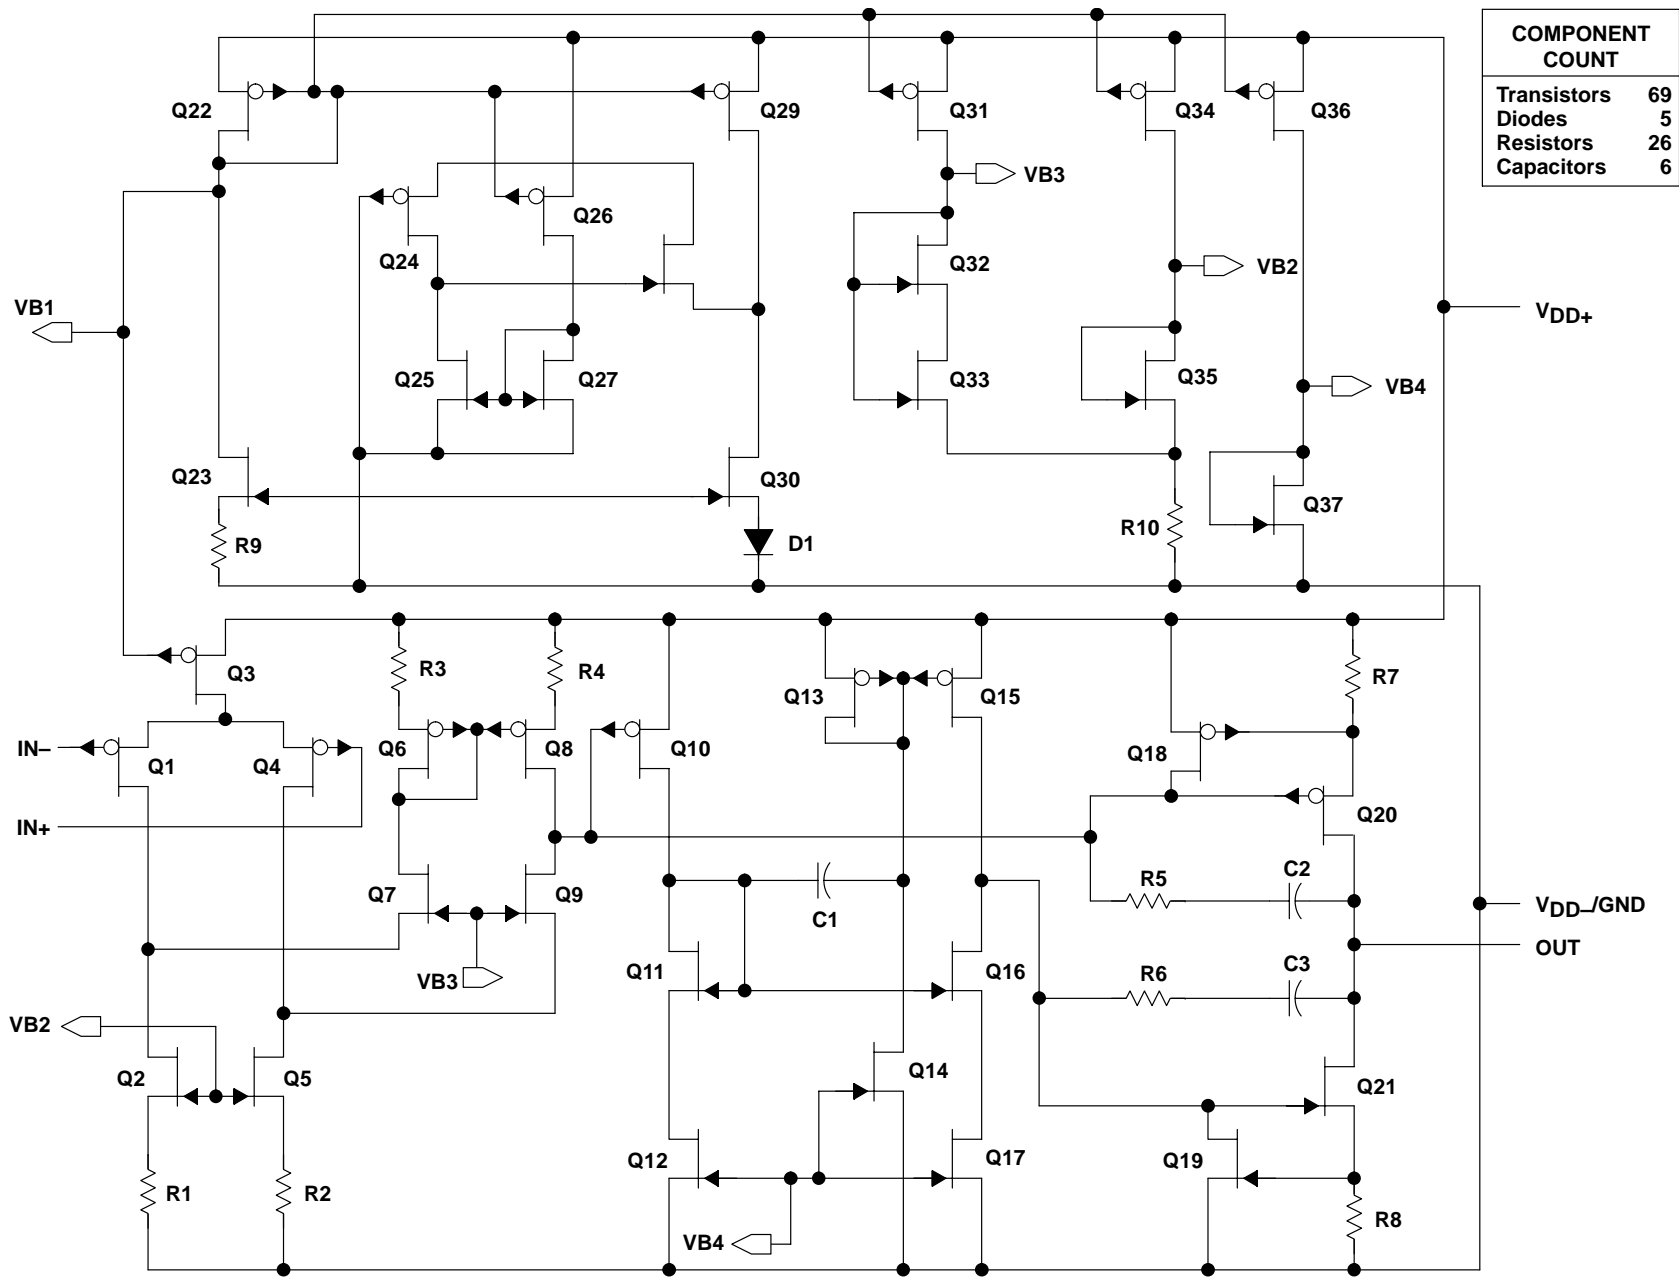 COMPONENT
COUNT
Transistors 69
Diodes 5
Resistors 26
Capacitors 6
Q22
Q29
Q31
Q34
Q36
VB3
Q26
Q24
Q32
VB2
VB1
VDD+
Q25
Q27
Q33
Q35
VB4
Q23
Q30
Q37
R9
D1
R10
Q3
R3
R4
Q13
Q15
R7
IN–
Q1
Q4
Q6
Q8
Q10
Q18
IN+
Q20
Q7
Q9
C1
R5
C2
VDD–/GND
OUT
VB3
Q11
Q16
R6
C3
VB2
Q2
Q5
Q14
Q21
Q12
Q17
Q19
R1
R2
R8
VB4